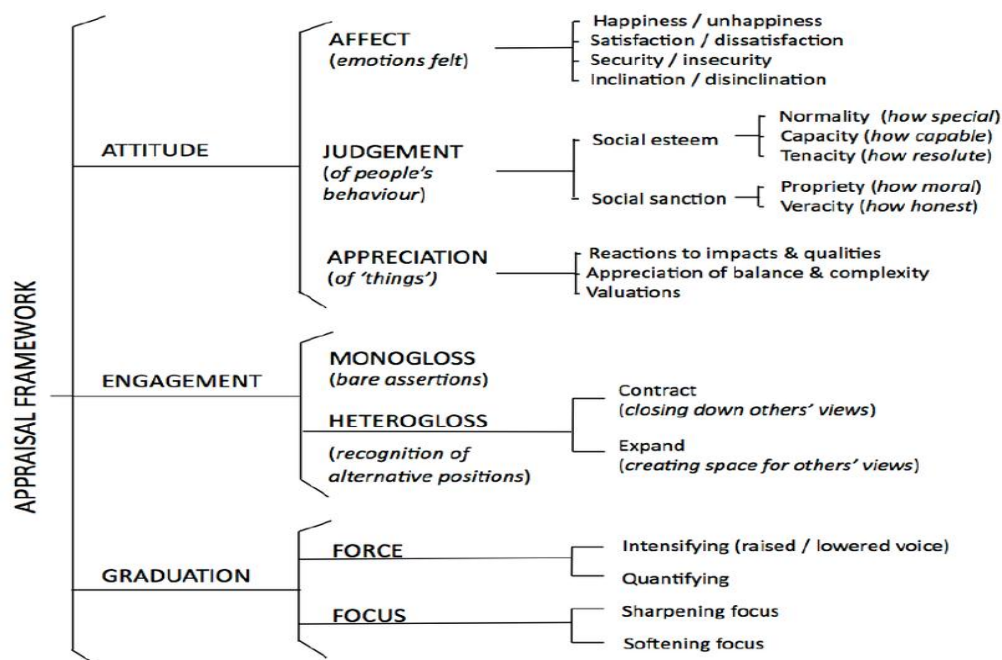 APPRAISAL FRAMEWORK
ATTITUDE
AFFECT
(emotions felt)
Happiness / unhappiness
Satisfaction / dissatisfaction
Security / insecurity
Inclination / disinclination
JUDGEMENT
(of people's
behaviour)
Social esteem
Normality (how special)
Capacity (how capable)
Tenacity (how resolute)
Social sanction
Propriety (how moral)
Veracity (how honest)
APPRECIATION
(of 'things')
Reactions to impacts & qualities
Appreciation of balance & complexity
Valuations
ENGAGEMENT
MONOGLOSS
(bare assertions)
HETEROGLOSS
(recognition of
alternative positions)
Contract
(closing down others' views)
Expand
(creating space for others' views)
GRADUATION
FORCE
Intensifying (raised / lowered voice)
Quantifying
FOCUS
Sharpening focus
Softening focus